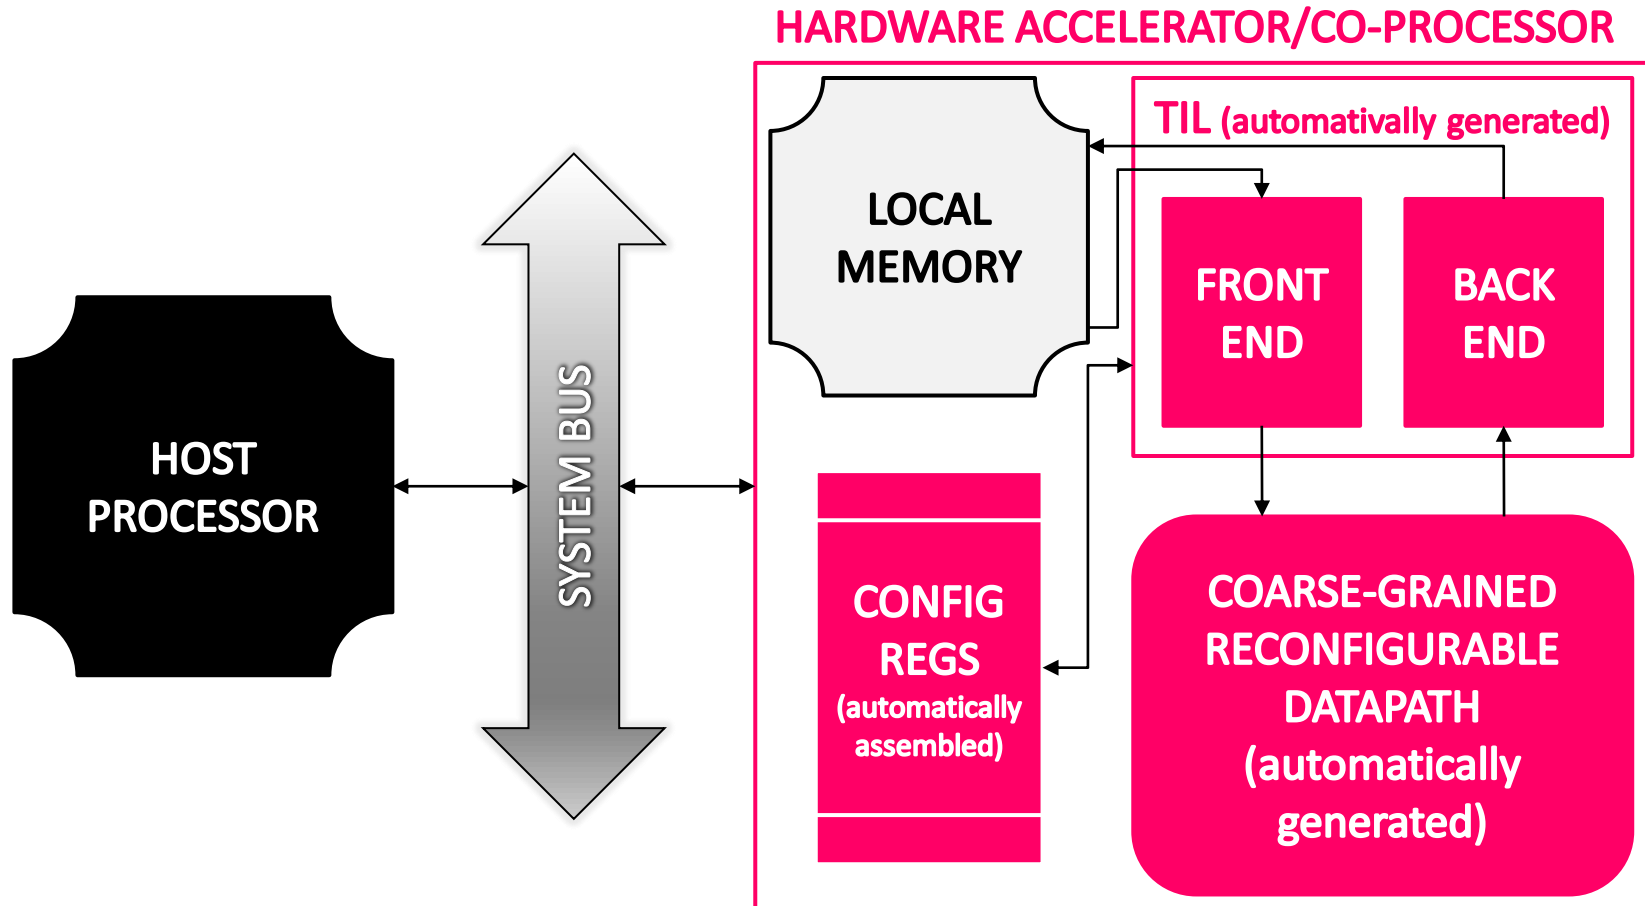 HARDWARE ACCELERATOR/CO-PROCESSOR
TIL (automativally generated)
LOCAL
MEMORY
FRONT
END
BACK
END
HOST
PROCESSOR
SYSTEM BUS
CONFIG
REGS
(automatically
assembled)
COARSE-GRAINED
RECONFIGURABLE
DATAPATH
(automatically
generated)